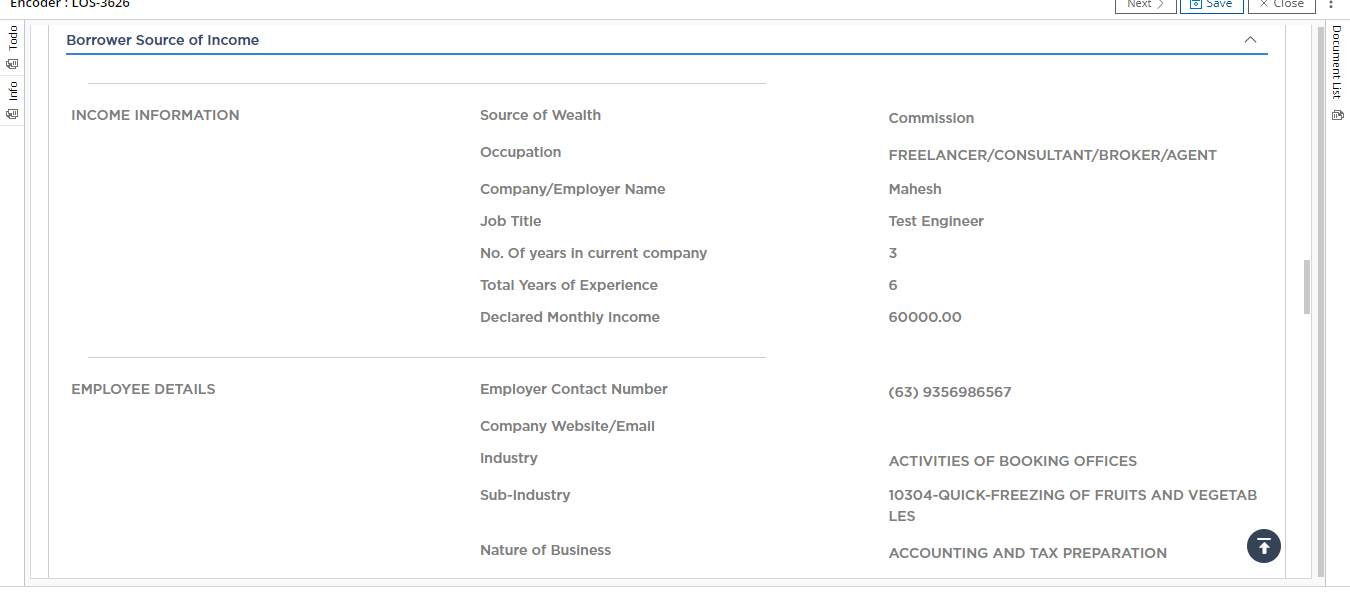 Encoder : LOS-3626
Next
Save
Close
Todo
Info
Document List
Borrower Source of Income
INCOME INFORMATION
Source of Wealth
Commission
Occupation
FREELANCER/CONSULTANT/BROKER/AGENT
Company/Employer Name
Mahesh
Job Title
Test Engineer
No. Of years in current company
3
Total Years of Experience
6
Declared Monthly Income
60000.00
EMPLOYEE DETAILS
Employer Contact Number
(63) 9356986567
Company Website/Email
Industry
ACTIVITIES OF BOOKING OFFICES
Sub-Industry
10304-QUICK-FREEZING OF FRUITS AND VEGETAB
LES
Nature of Business
ACCOUNTING AND TAX PREPARATION